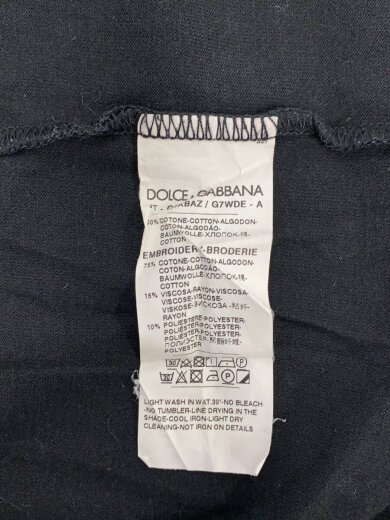 DOLCE & GABBANA
/ G7WDE - A
COTONE-COTTON-ALGODON-
COTON-ALGODÃO-
BAUMWOLLE-ХЛОПОК-棉-
COTTON
EMBROIDERY-BRODERIE
75% COTONE-COTTON-ALGODON-
COTON-ALGODÃO-
BAUMWOLLE-ХЛОПОК-棉-
COTTON
15% VISCOSA-RAYON-VISCOSA-
VISCOSE-VISCOSE-
VISKOSE-ВИСКОЗА-
RAYON
10% POLIESTERE-POLYESTER-
POLIESTER-POLYESTER-
POLYESTER
LIGHT WASH IN WAT.30°-NO BLEACH
-NO TUMBLER-LINE DRYING IN THE
SHADE-COOL IRON-LIGHT DRY
CLEANING-NOT IRON ON DETAILS